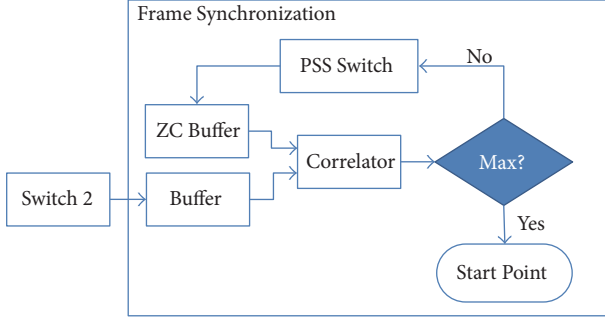 Frame Synchronization
PSS Switch
No
ZC Buffer
Correlator
Max?
Switch 2
Buffer
Yes
Start Point